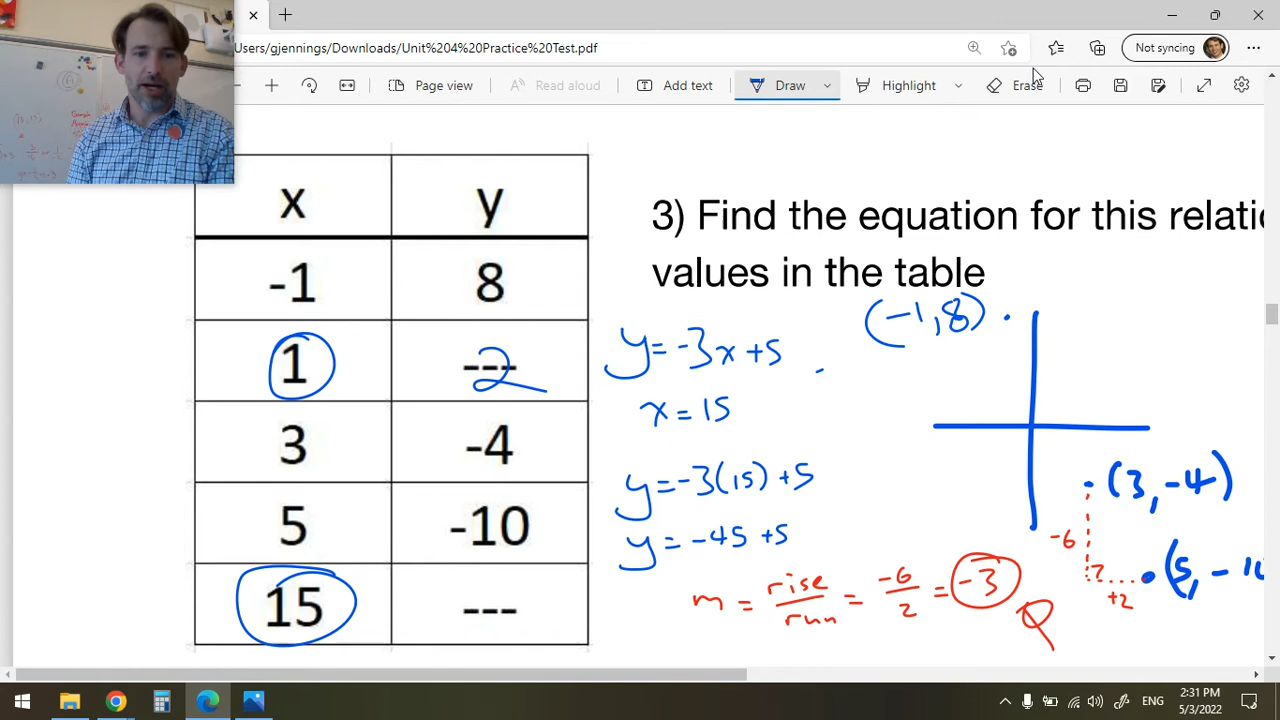 Users/gjennings/Downloads/Unit%204%20Practice%20Test.pdf
Not syncing
Page view
Read aloud
Add text
Draw
Highlight
Erase
x y
-1 8
1 --- 2
3 -4
5 -10
15 ---
3) Find the equation for this relati
values in the table
y=-3x+5
x=15
y=-3(15)+5
y=-45+5
(-1,8)
(3,-4)
(5,-10
-6
+2
m = rise/run = -6/2 = -3
ENG
2:31 PM
5/3/2022